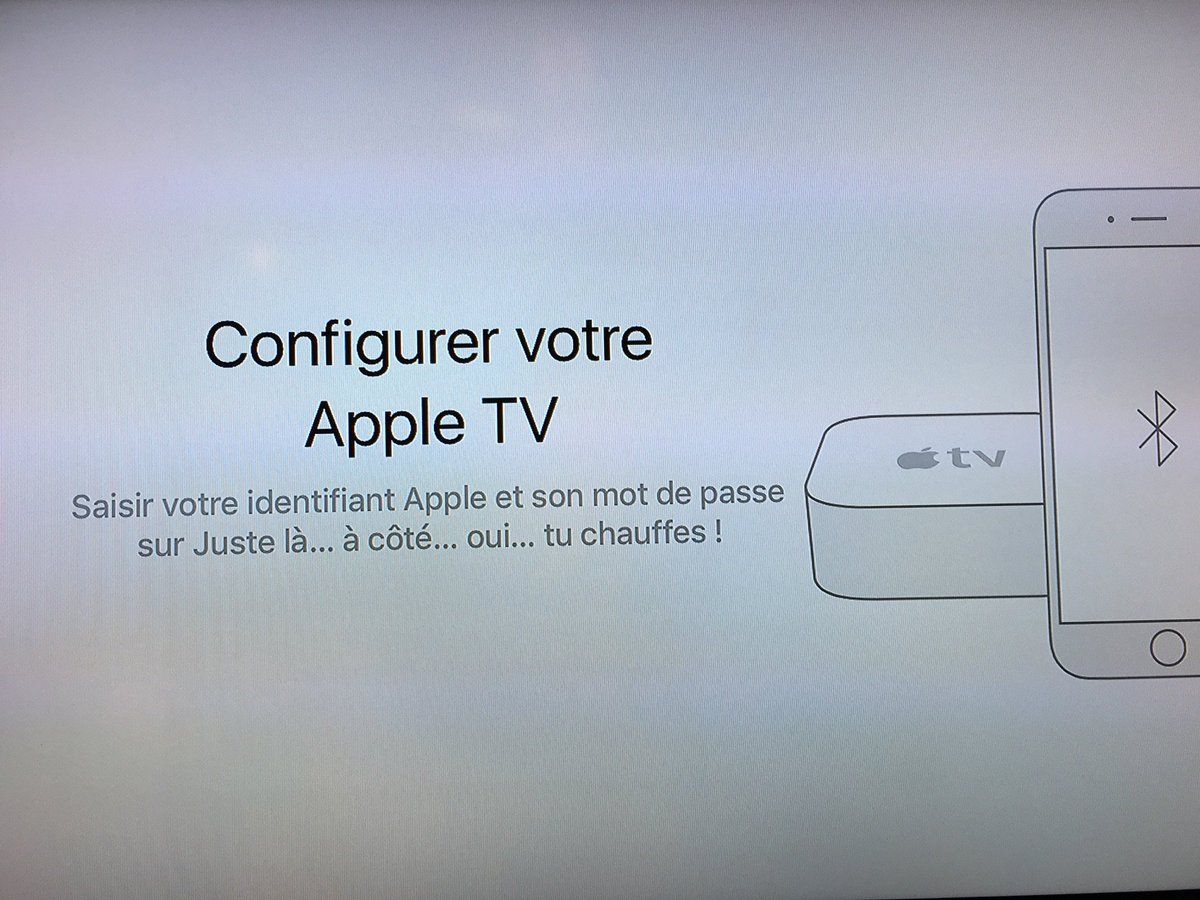 Configurer votre
Apple TV
Saisir votre identifiant Apple et son mot de passe
sur Juste là... à côté... oui... tu chauffes !
tv